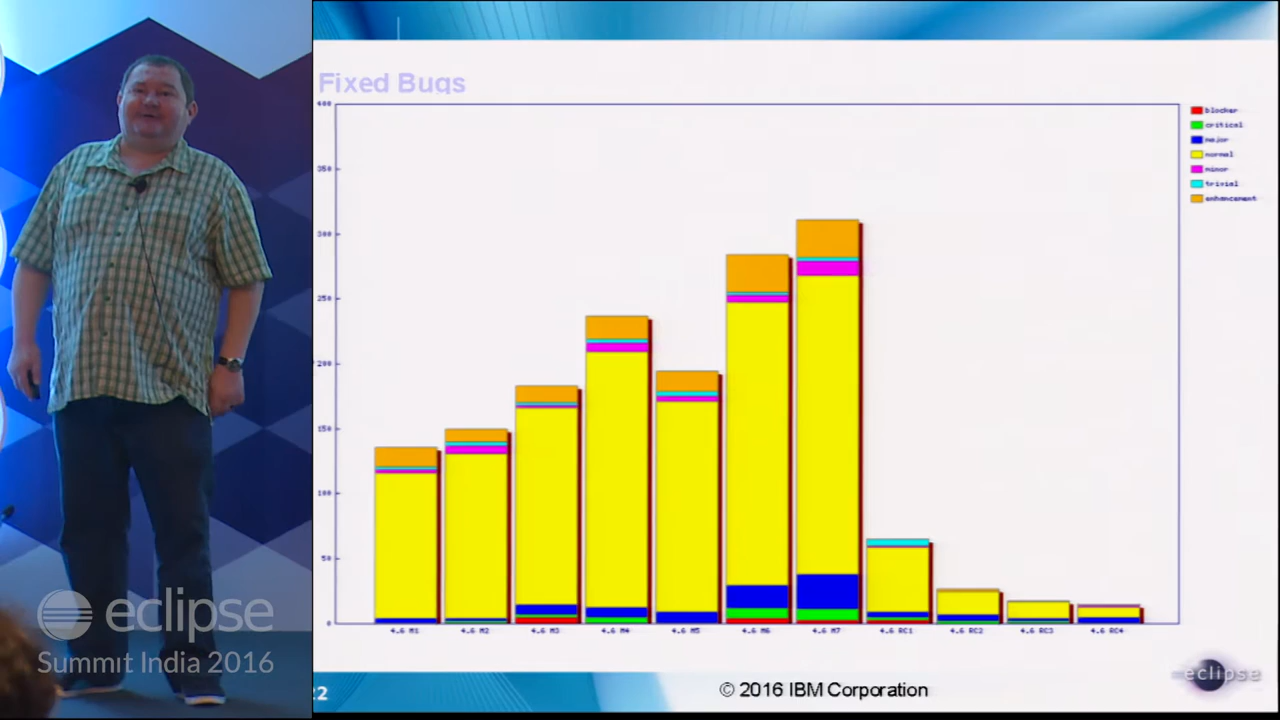 Fixed Bugs
400
350
300
250
200
150
100
50
0
blocker
critical
major
normal
minor
trivial
enhancement
4.6 M1
4.6 M2
4.6 M3
4.6 M4
4.6 M5
4.6 M6
4.6 M7
4.6 RC1
4.6 RC2
4.6 RC3
4.6 RC4
eclipse
Summit India 2016
22
© 2016 IBM Corporation
eclipse